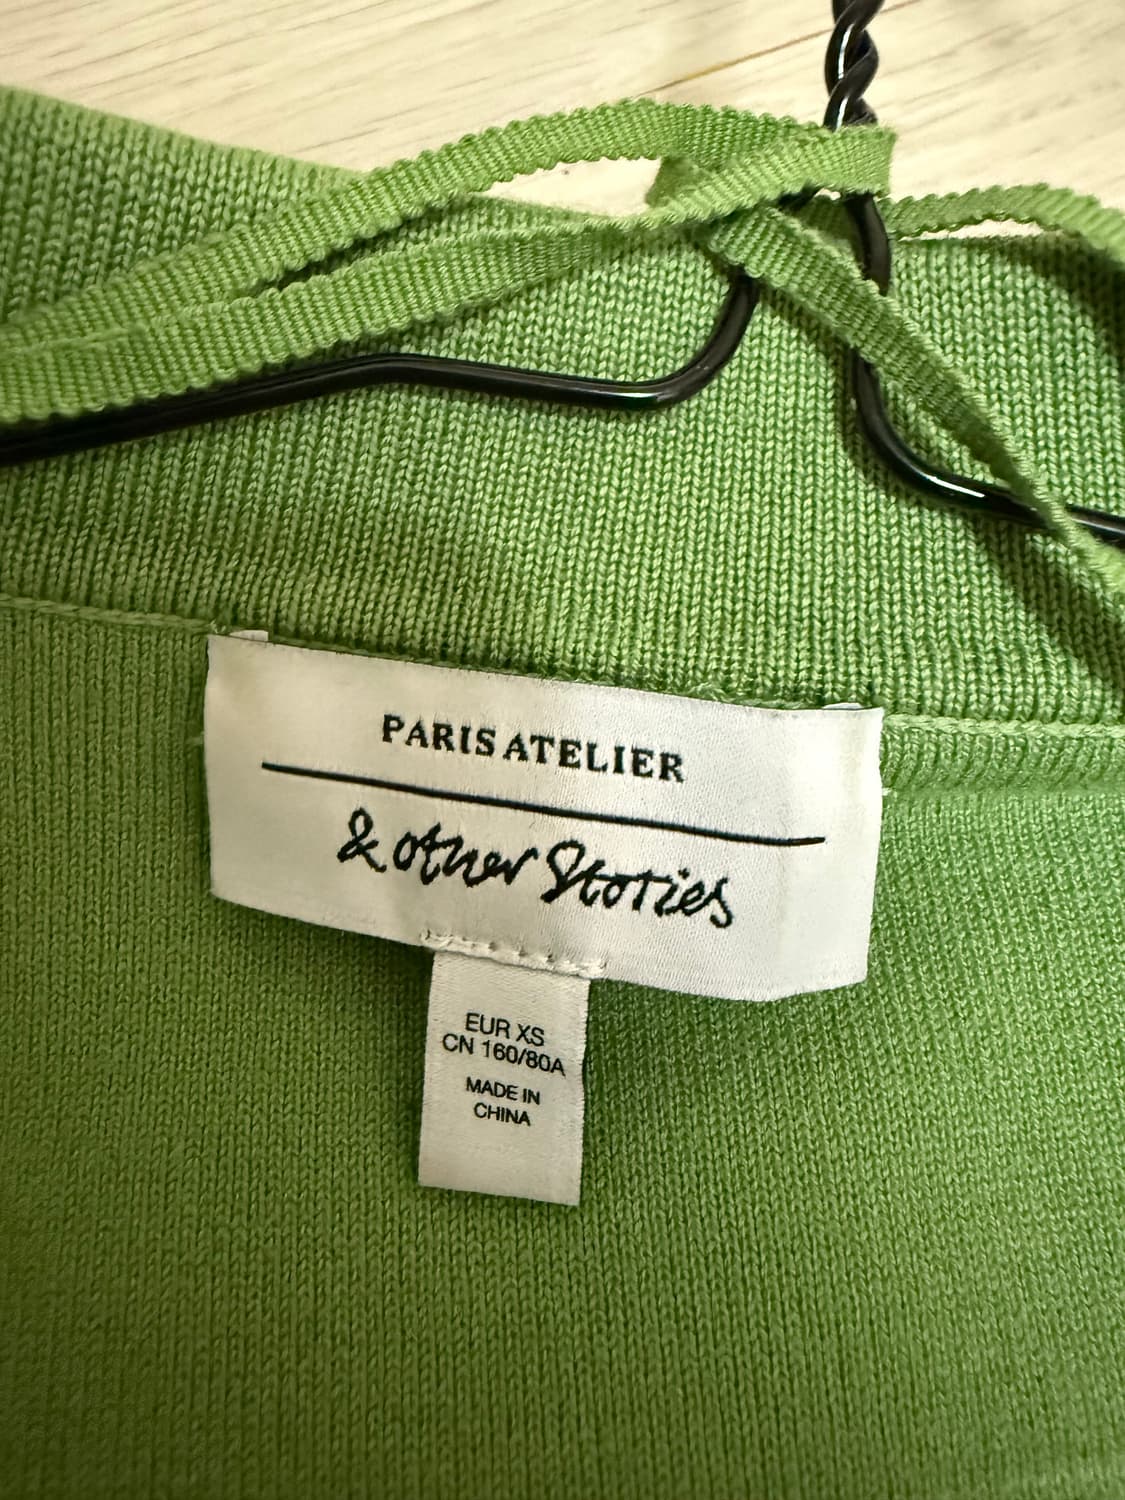 PARIS ATELIER
& other Stories
EUR XS
CN 160/80A
MADE IN
CHINA